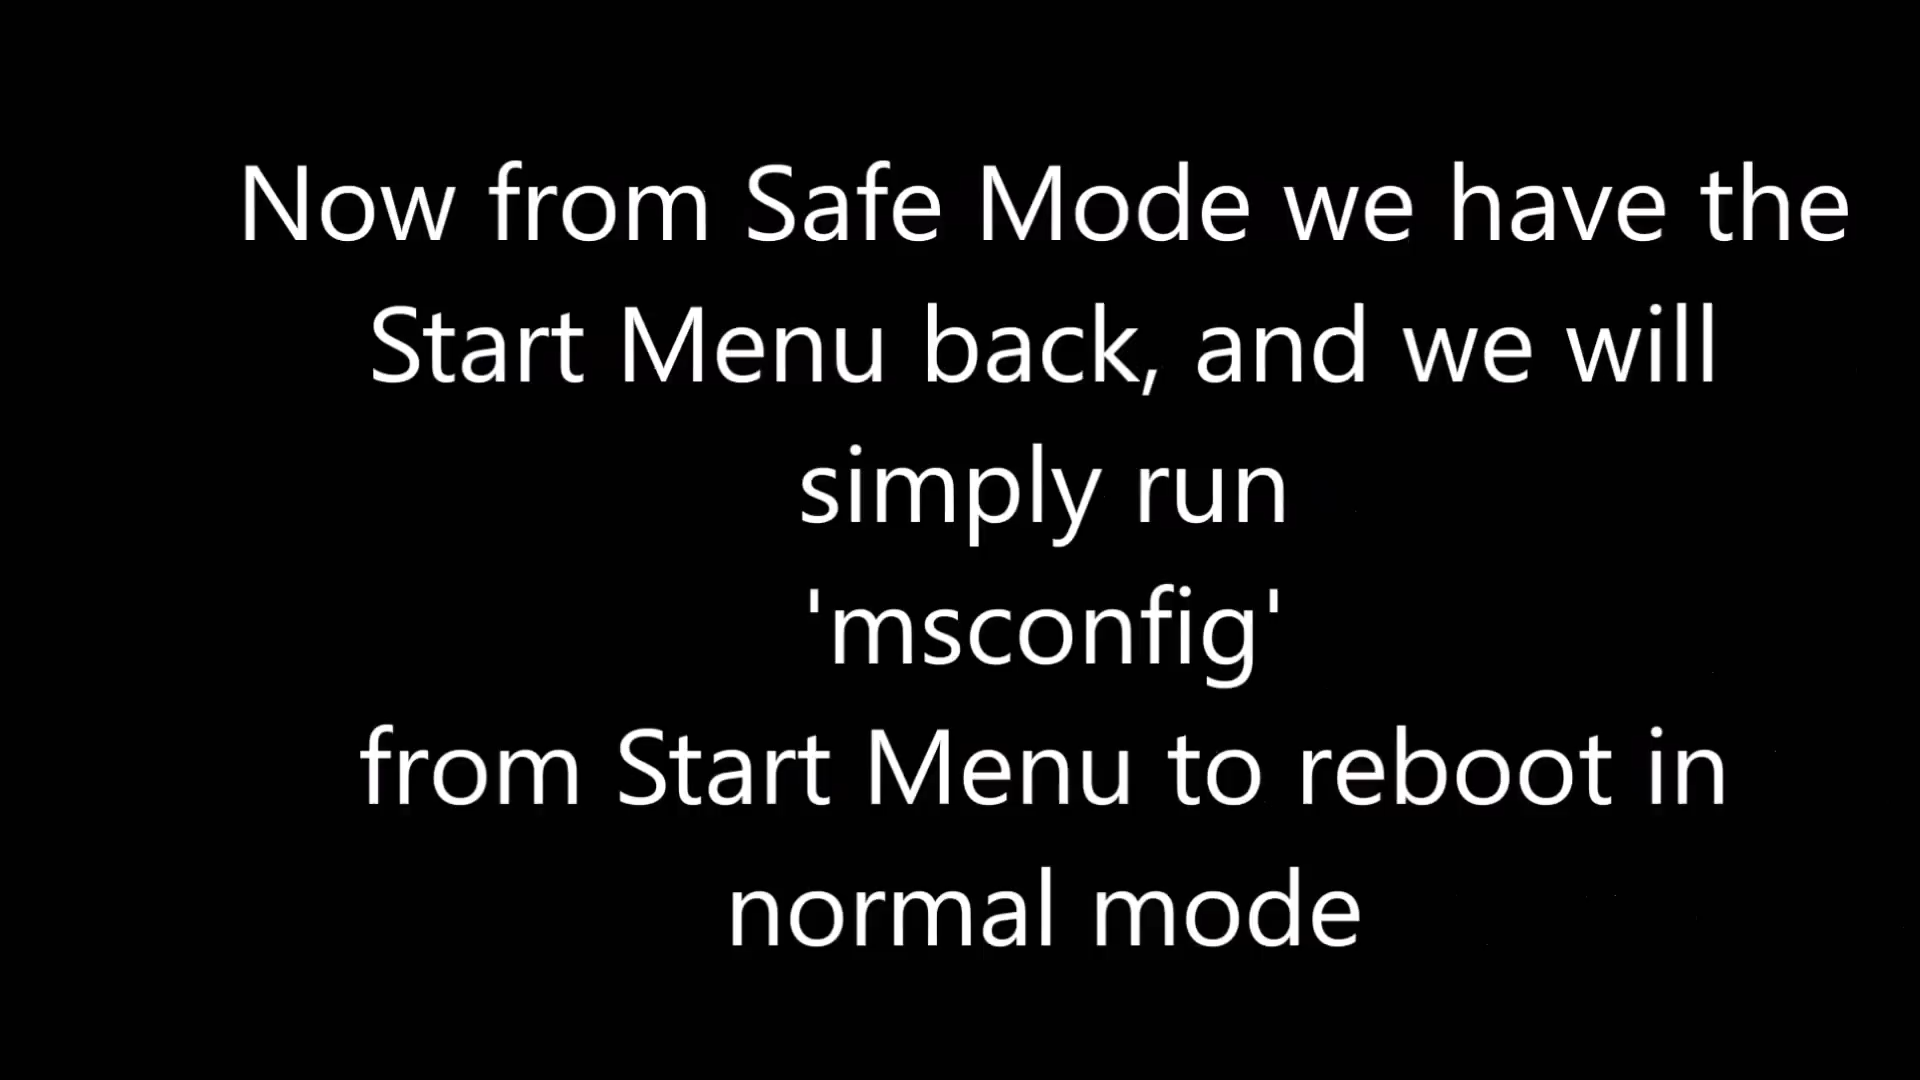 Now from Safe Mode we have the
Start Menu back, and we will
simply run
'msconfig'
from Start Menu to reboot in
normal mode